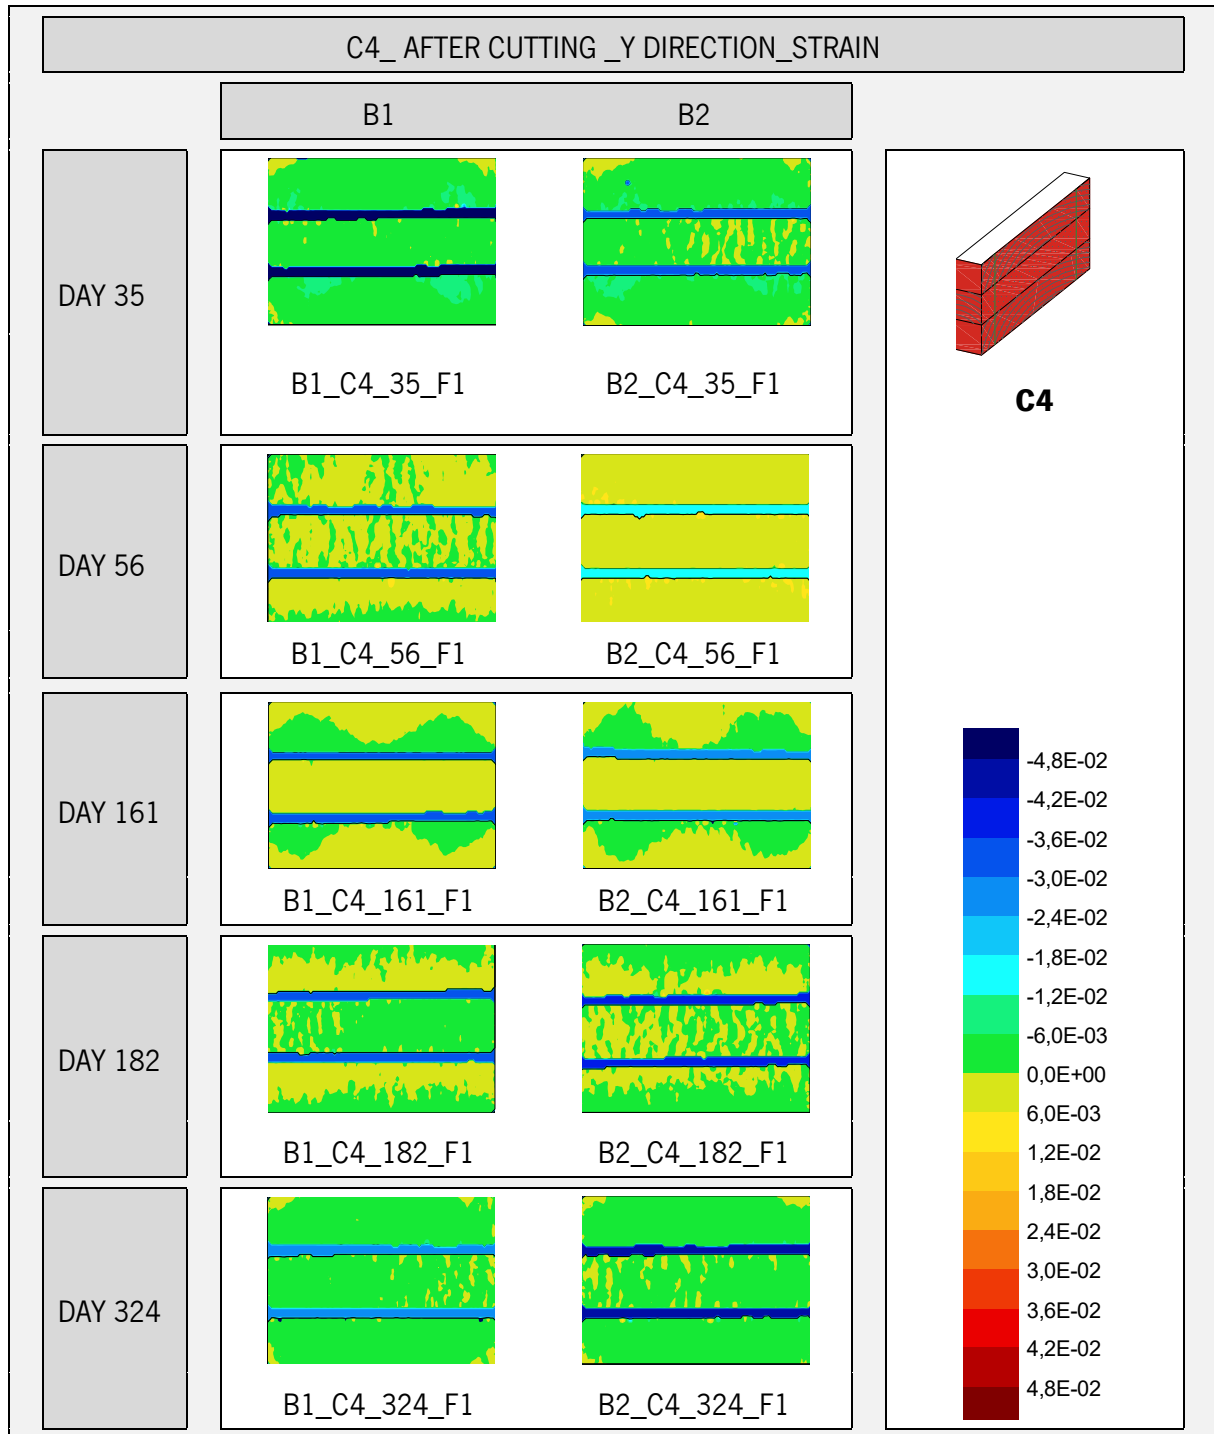 C4_ AFTER CUTTING _Y DIRECTION_STRAIN
B1
B2
DAY 35
B1_C4_35_F1
B2_C4_35_F1
C4
DAY 56
B1_C4_56_F1
B2_C4_56_F1
DAY 161
B1_C4_161_F1
B2_C4_161_F1
DAY 182
B1_C4_182_F1
B2_C4_182_F1
DAY 324
B1_C4_324_F1
B2_C4_324_F1
-4,8E-02
-4,2E-02
-3,6E-02
-3,0E-02
-2,4E-02
-1,8E-02
-1,2E-02
-6,0E-03
0,0E+00
6,0E-03
1,2E-02
1,8E-02
2,4E-02
3,0E-02
3,6E-02
4,2E-02
4,8E-02